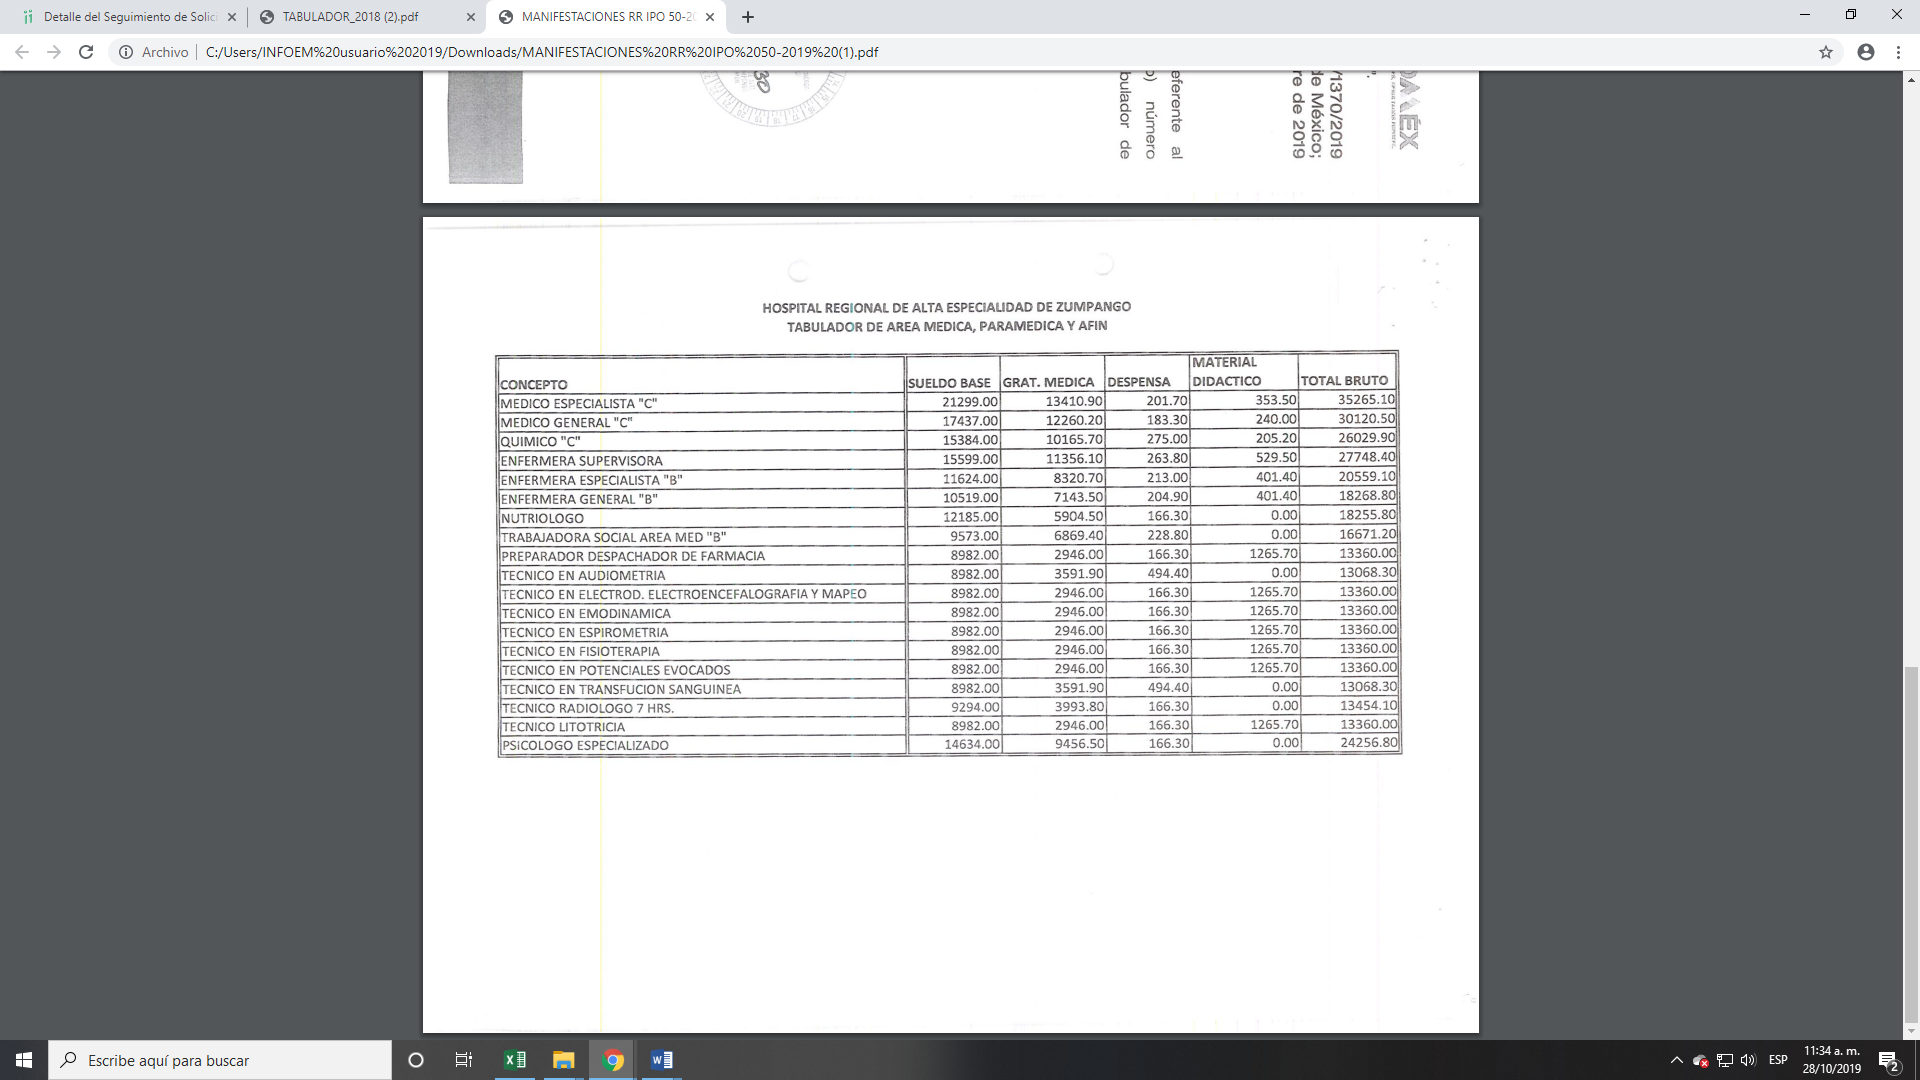 Detalle del Seguimiento de Solici
TABULADOR_2018 (2).pdf
MANIFESTACIONES RR IPO 50-20
Archivo
C:/Users/INFOEM%20usuario%202019/Downloads/MANIFESTACIONES%20RR%20IPO%2050-2019%20(1).pdf
/1370/2019
de México;
re de 2019
eferente al
o) número
bulador de
30
HOSPITAL REGIONAL DE ALTA ESPECIALIDAD DE ZUMPANGO
TABULADOR DE AREA MEDICA, PARAMEDICA Y AFIN
CONCEPTO SUELDO BASE GRAT. MEDICA DESPENSA MATERIAL DIDACTICO TOTAL BRUTO
MEDICO ESPECIALISTA "C" 21299.00 13410.90 201.70 353.50 35265.10
MEDICO GENERAL "C" 17437.00 12260.20 183.30 240.00 30120.50
QUIMICO "C" 15384.00 10165.70 275.00 205.20 26029.90
ENFERMERA SUPERVISORA 15599.00 11356.10 263.80 529.50 27748.40
ENFERMERA ESPECIALISTA "B" 11624.00 8320.70 213.00 401.40 20559.10
ENFERMERA GENERAL "B" 10519.00 7143.50 204.90 401.40 18268.80
NUTRIOLOGO 12185.00 5904.50 166.30 0.00 18255.80
TRABAJADORA SOCIAL AREA MED "B" 9573.00 6869.40 228.80 0.00 16671.20
PREPARADOR DESPACHADOR DE FARMACIA 8982.00 2946.00 166.30 1265.70 13360.00
TECNICO EN AUDIOMETRIA 8982.00 3591.90 494.40 0.00 13068.30
TECNICO EN ELECTROD. ELECTROENCEFALOGRAFIA Y MAPEO 8982.00 2946.00 166.30 1265.70 13360.00
TECNICO EN EMODINAMICA 8982.00 2946.00 166.30 1265.70 13360.00
TECNICO EN ESPIROMETRIA 8982.00 2946.00 166.30 1265.70 13360.00
TECNICO EN FISIOTERAPIA 8982.00 2946.00 166.30 1265.70 13360.00
TECNICO EN POTENCIALES EVOCADOS 8982.00 2946.00 166.30 1265.70 13360.00
TECNICO EN TRANSFUCION SANGUINEA 8982.00 3591.90 494.40 0.00 13068.30
TECNICO RADIOLOGO 7 HRS. 9294.00 3993.80 166.30 0.00 13454.10
TECNICO LITOTRICIA 8982.00 2946.00 166.30 1265.70 13360.00
PSICOLOGO ESPECIALIZADO 14634.00 9456.50 166.30 0.00 24256.80
Escribe aquí para buscar
ESP
11:34 a. m.
28/10/2019
2